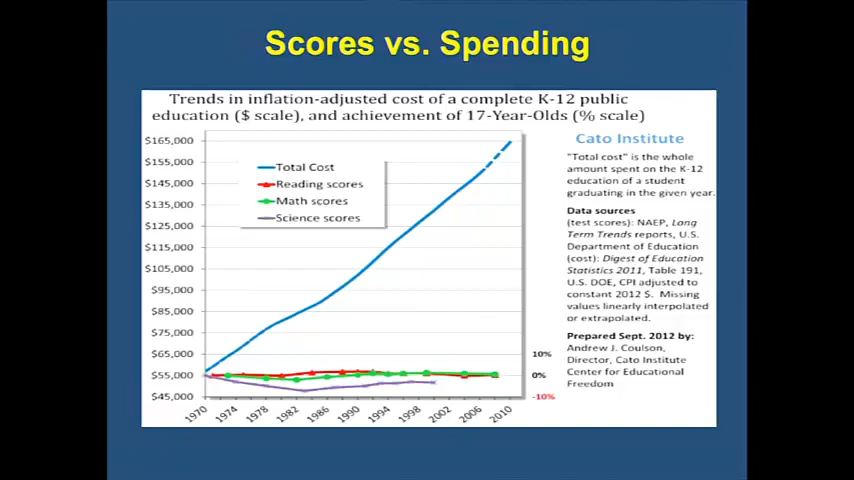 Scores vs. Spending
Trends in inflation-adjusted cost of a complete K-12 public
education ($ scale), and achievement of 17-Year-Olds (% scale)
$165,000
$155,000
$145,000
$135,000
$125,000
$115,000
$105,000
$95,000
$85,000
$75,000
$65,000
$55,000
$45,000
Total Cost
Reading scores
Math scores
Science scores
10%
0%
-10%
1970
1974
1978
1982
1986
1990
1994
1998
2002
2006
2010
Cato Institute
"Total cost" is the whole
amount spent on the K-12
education of a student
graduating in the given year.
Data sources
(test scores): NAEP, Long
Term Trends reports, U.S.
Department of Education
(cost): Digest of Education
Statistics 2011, Table 191,
U.S. DOE, CPI adjusted to
constant 2012 $. Missing
values linearly interpolated
or extrapolated.
Prepared Sept. 2012 by:
Andrew J. Coulson,
Director, Cato Institute
Center for Educational
Freedom